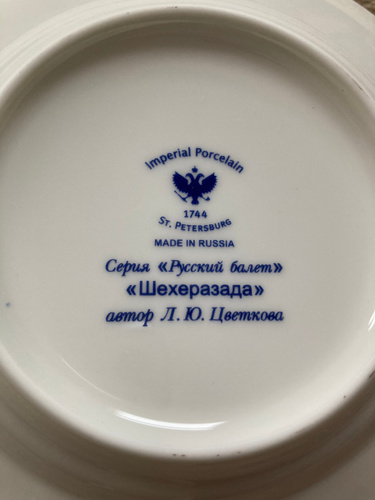 Imperial Porcelain
1744
ST. PETERSBURG
MADE IN RUSSIA
Серия «Русский балет»
«Шехеразада»
автор Л. Ю. Цветкова